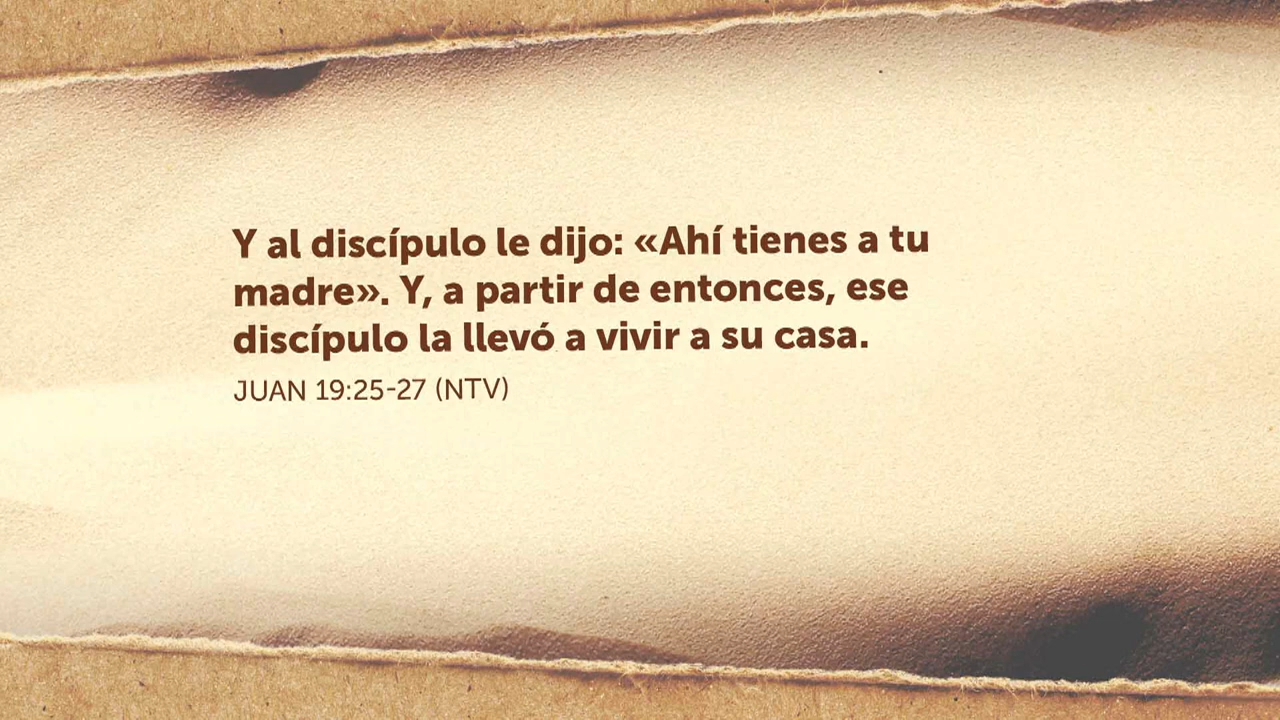 Y al discípulo le dijo: «Ahí tienes a tu
madre». Y, a partir de entonces, ese
discípulo la llevó a vivir a su casa.
JUAN 19:25-27 (NTV)